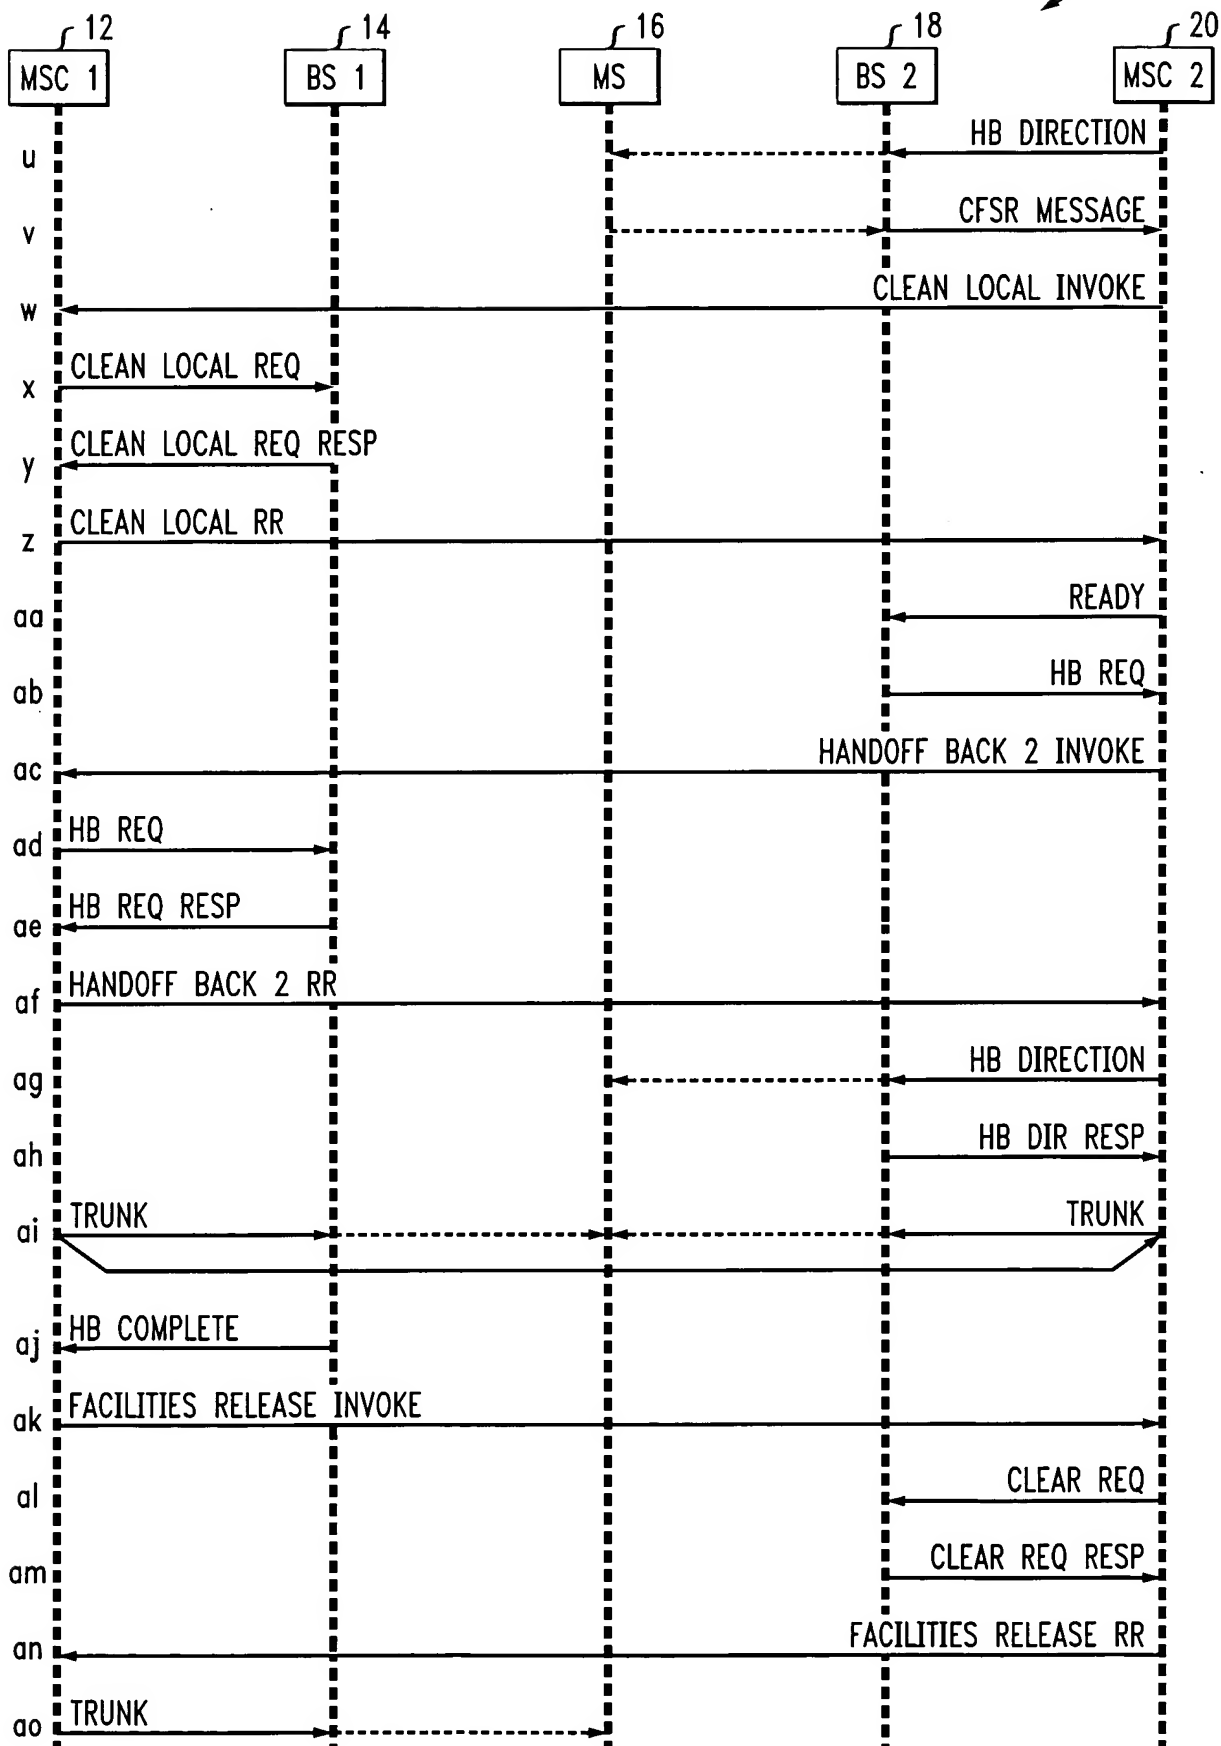 12 14 16 18 20
MSC 1 BS 1 MS BS 2 MSC 2
u HB DIRECTION
v CFSR MESSAGE
w CLEAN LOCAL INVOKE
x CLEAN LOCAL REQ
y CLEAN LOCAL REQ RESP
z CLEAN LOCAL RR
aa READY
ab HB REQ
ac HANDOFF BACK 2 INVOKE
ad HB REQ
ae HB REQ RESP
af HANDOFF BACK 2 RR
ag HB DIRECTION
ah HB DIR RESP
ai TRUNK TRUNK
aj HB COMPLETE
ak FACILITIES RELEASE INVOKE
al CLEAR REQ
am CLEAR REQ RESP
an FACILITIES RELEASE RR
ao TRUNK